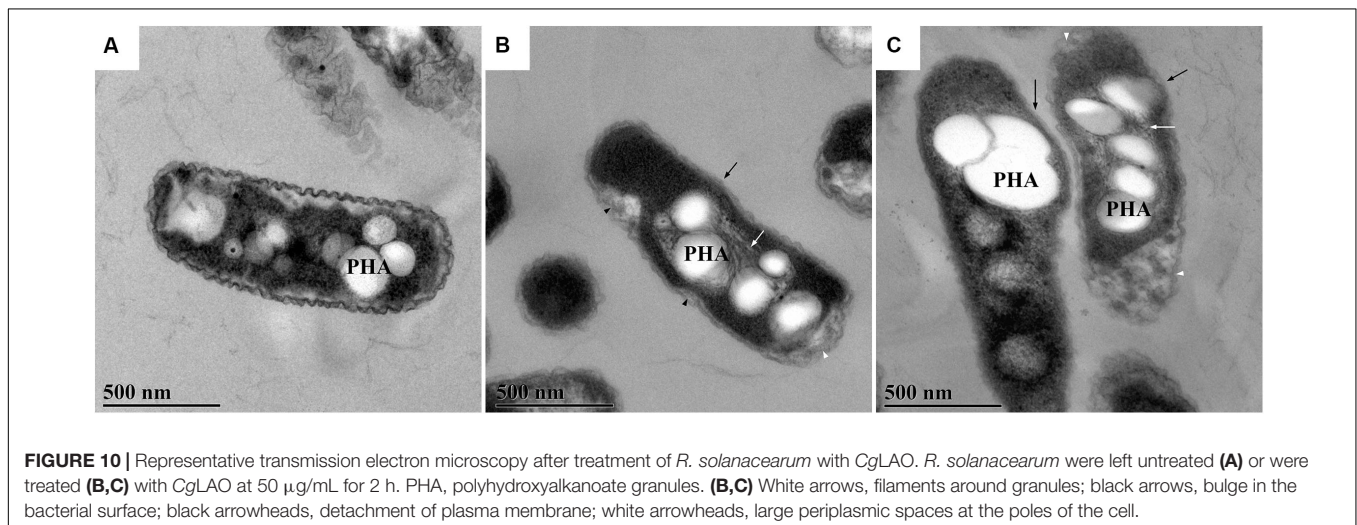 A
B
C
PHA
PHA
PHA
PHA
500 nm
500 nm
500 nm
FIGURE 10 | Representative transmission electron microscopy after treatment of R. solanacearum with CgLAO. R. solanacearum were left untreated (A) or were
treated (B,C) with CgLAO at 50 μg/mL for 2 h. PHA, polyhydroxyalkanoate granules. (B,C) White arrows, filaments around granules; black arrows, bulge in the
bacterial surface; black arrowheads, detachment of plasma membrane; white arrowheads, large periplasmic spaces at the poles of the cell.